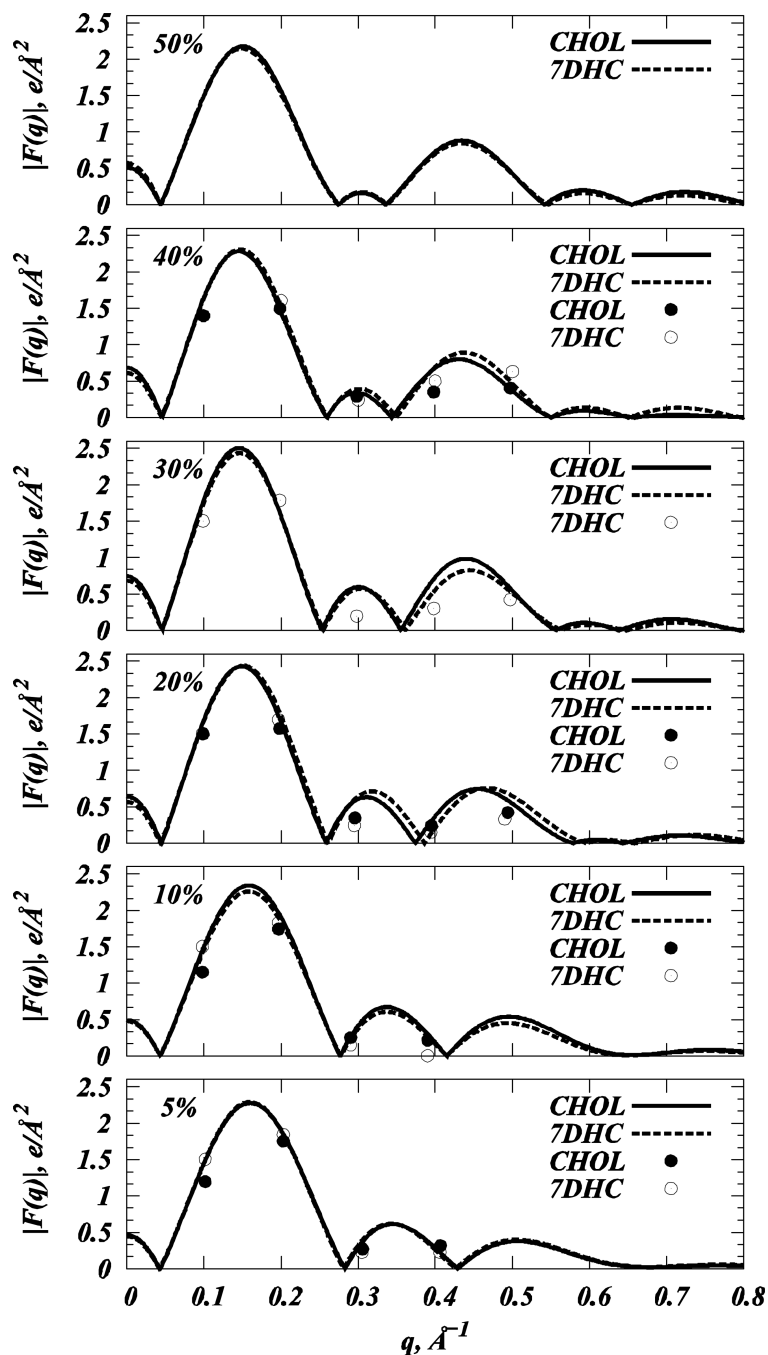 50%
CHOL
7DHC
|F(q)|, e/Å²
2.5
2
1.5
1
0.5
0
40%
CHOL
7DHC
CHOL
7DHC
|F(q)|, e/Å²
2.5
2
1.5
1
0.5
0
30%
CHOL
7DHC
7DHC
|F(q)|, e/Å²
2.5
2
1.5
1
0.5
0
20%
CHOL
7DHC
CHOL
7DHC
|F(q)|, e/Å²
2.5
2
1.5
1
0.5
0
10%
CHOL
7DHC
CHOL
7DHC
|F(q)|, e/Å²
2.5
2
1.5
1
0.5
0
5%
CHOL
7DHC
CHOL
7DHC
|F(q)|, e/Å²
2.5
2
1.5
1
0.5
0
0 0.1 0.2 0.3 0.4 0.5 0.6 0.7 0.8
q, Å⁻¹